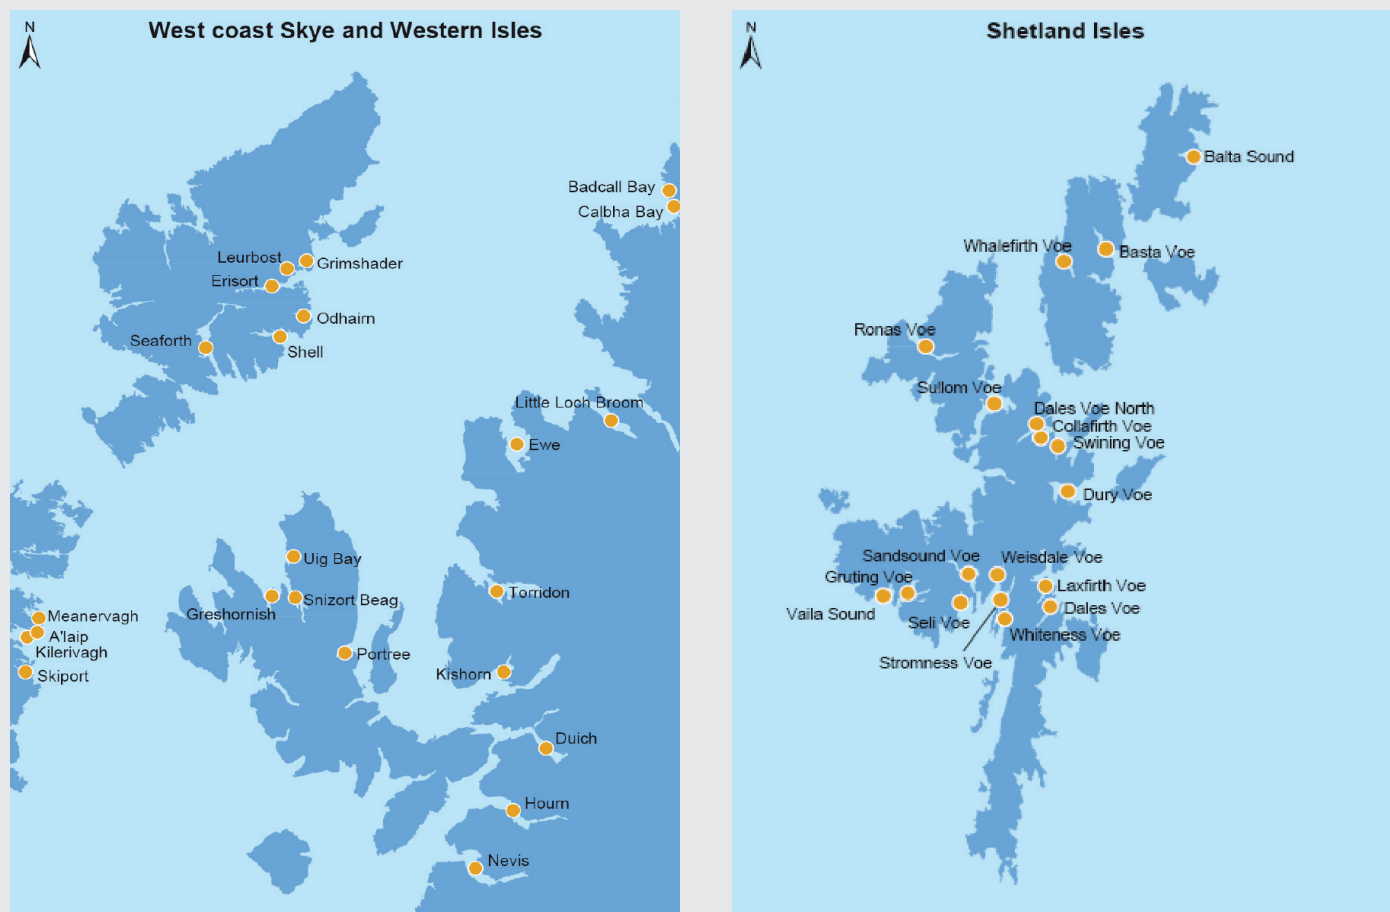 N
West coast Skye and Western Isles
Badcall Bay
Calbha Bay
Leurbost
Grimshader
Erisort
Odhairn
Seaforth
Shell
Little Loch Broom
Ewe
Uig Bay
Torridon
Snizort Beag
Greshornish
Meanervagh
A'laip
Kilerivagh
Portree
Kishorn
Skiport
Duich
Hourn
Nevis
N
Shetland Isles
Balta Sound
Whalefirth Voe
Basta Voe
Ronas Voe
Sullom Voe
Dales Voe North
Collafirth Voe
Swining Voe
Dury Voe
Sandsound Voe
Weisdale Voe
Gruting Voe
Laxfirth Voe
Vaila Sound
Dales Voe
Seli Voe
Whiteness Voe
Stromness Voe